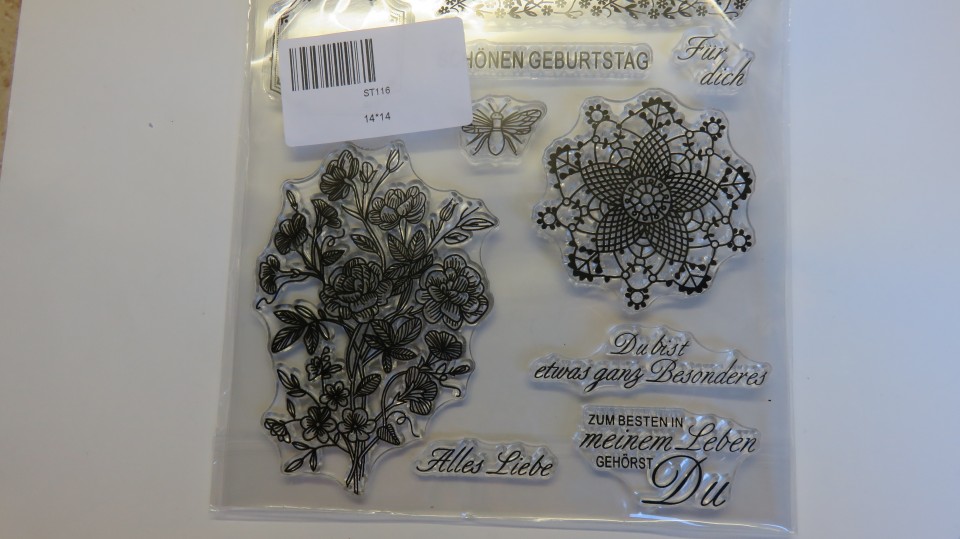 ST116
14*14
HÖNEN GEBURTSTAG
Für
dich
Du bist
etwas ganz Besonderes
ZUM BESTEN IN
meinem Leben
GEHÖRST
Du
Alles Liebe